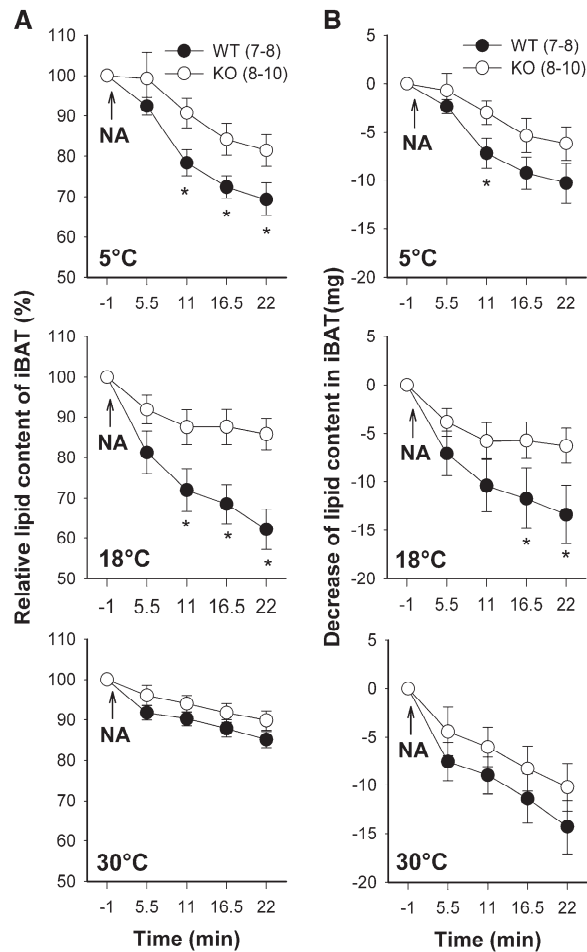 A
B
WT (7-8)
KO (8-10)
WT (7-8)
KO (8-10)
110
100
90
80
70
60
50
NA
*
*
*
5°C
-1 5.5 11 16.5 22
5
0
-5
-10
-15
-20
NA
*
5°C
-1 5.5 11 16.5 22
Relative lipid content of iBAT (%)
110
100
90
80
70
60
50
NA
*
*
*
18°C
-1 5.5 11 16.5 22
Decrease of lipid content in iBAT(mg)
5
0
-5
-10
-15
-20
NA
*
*
18°C
-1 5.5 11 16.5 22
110
100
90
80
70
60
50
NA
30°C
-1 5.5 11 16.5 22
Time (min)
5
0
-5
-10
-15
-20
NA
30°C
-1 5.5 11 16.5 22
Time (min)